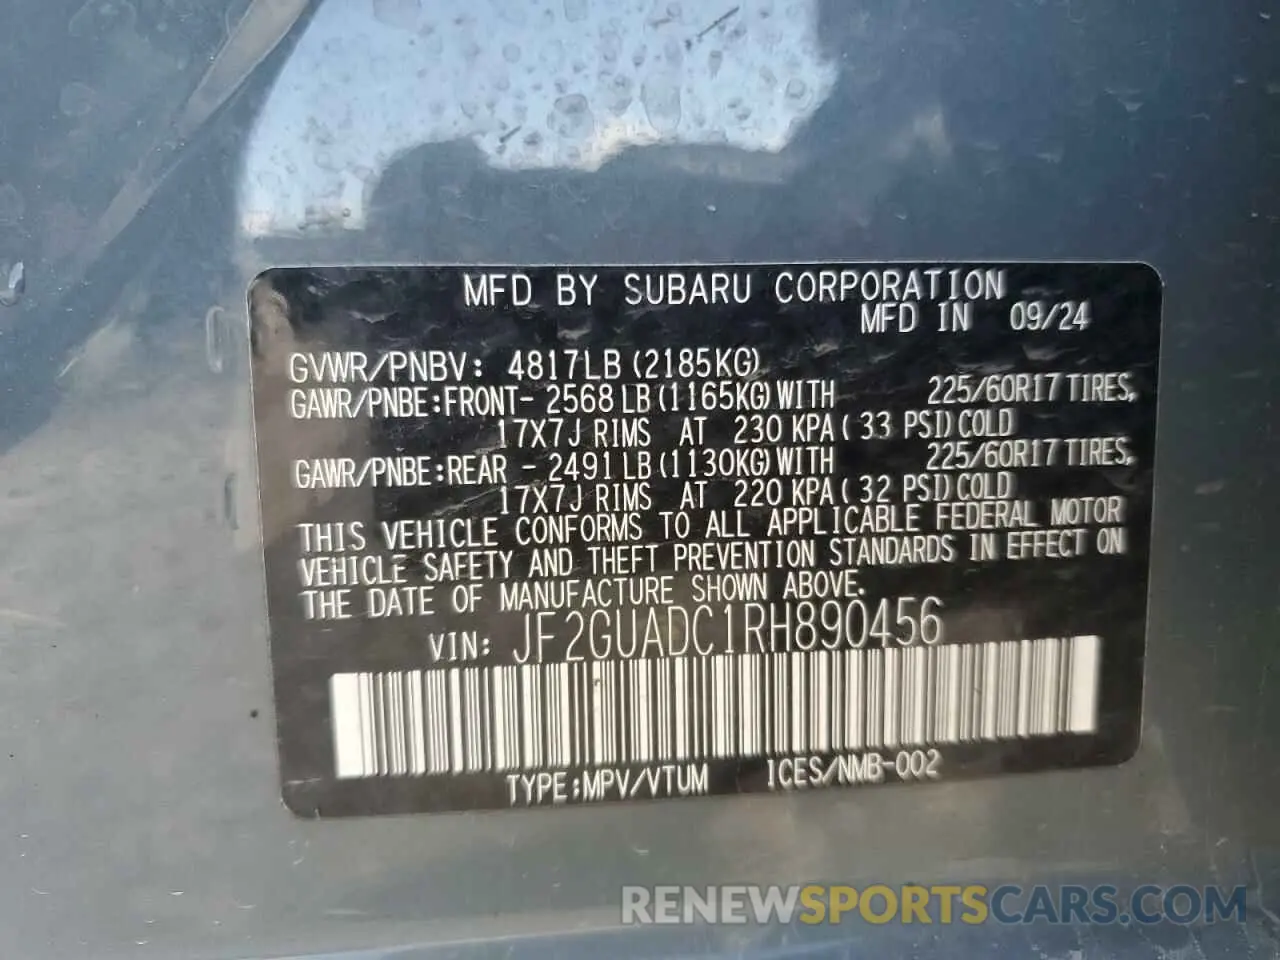 MFD BY SUBARU CORPORATION
MFD IN 09/24
GVWR/PNBV: 4817LB (2185KG)
GAWR/PNBE:FRONT- 2568 LB (1165KG) WITH 225/60R17 TIRES,
17X7J RIMS AT 230 KPA ( 33 PSI) COLD
GAWR/PNBE:REAR - 2491 LB (1130KG) WITH 225/60R17 TIRES,
17X7J RIMS AT 220 KPA ( 32 PSI) COLD
THIS VEHICLE CONFORMS TO ALL APPLICABLE FEDERAL MOTOR
VEHICLE SAFETY AND THEFT PREVENTION STANDARDS IN EFFECT ON
THE DATE OF MANUFACTURE SHOWN ABOVE.
VIN: JF2GUADC1RH890456
TYPE:MPV/VTUM ICES/NMB-002
RENEWSPORTSCARS.COM